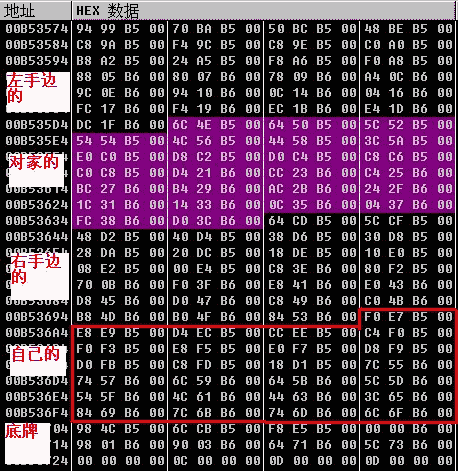 地址 HEX 数据
00B53574 94 99 B5 00 70 BA B5 00 50 BC B5 00 48 BE B5 00
00B53584 C8 9A B5 00 F4 9C B5 00 C8 9E B5 00 C0 A0 B5 00
00B53594 B8 A2 B5 00 24 A5 B5 00 F8 A6 B5 00 F0 A8 B5 00
左手边 88 05 B6 00 80 07 B6 00 78 09 B6 00 A4 0C B6 00
的 9C 0E B6 00 94 10 B6 00 0C 14 B6 00 04 16 B6 00
FC 17 B6 00 F4 19 B6 00 EC 1B B6 00 E4 1D B6 00
00B535D4 DC 1F B6 00 6C 4E B5 00 64 50 B5 00 5C 52 B5 00
00B535E4 54 54 B5 00 4C 56 B5 00 44 58 B5 00 3C 5A B5 00
对家的 E0 C0 B5 00 D8 C2 B5 00 D0 C4 B5 00 C8 C6 B5 00
C0 C8 B5 00 D4 21 B6 00 CC 23 B6 00 C4 25 B6 00
BC 27 B6 00 B4 29 B6 00 AC 2B B6 00 24 2F B6 00
00B53624 1C 31 B6 00 14 33 B6 00 0C 35 B6 00 04 37 B6 00
00B53634 FC 38 B6 00 D0 3C B6 00 64 CD B5 00 5C CF B5 00
00B53644 48 D2 B5 00 40 D4 B5 00 38 D6 B5 00 30 D8 B5 00
右手边 28 DA B5 00 20 DC B5 00 18 DE B5 00 10 E0 B5 00
的 08 E2 B5 00 00 E4 B5 00 C8 3E B6 00 80 F2 B5 00
70 0B B6 00 F0 3F B6 00 E8 41 B6 00 E0 43 B6 00
D8 45 B6 00 D0 47 B6 00 C8 49 B6 00 C0 4B B6 00
00B53694 B8 4D B6 00 B0 4F B6 00 84 53 B6 00 F0 E7 B5 00
00B536A4 E8 E9 B5 00 D4 EC B5 00 CC EE B5 00 C4 F0 B5 00
自己的 F0 F3 B5 00 E8 F5 B5 00 E0 F7 B5 00 D8 F9 B5 00
D0 FB B5 00 C8 FD B5 00 18 D1 B5 00 7C 55 B6 00
00B536D4 74 57 B6 00 6C 59 B6 00 64 5B B6 00 5C 5D B6 00
00B536E4 54 5F B6 00 4C 61 B6 00 44 63 B6 00 3C 65 B6 00
00B536F4 84 69 B6 00 7C 6B B6 00 74 6D B6 00 6C 6F B6 00
底牌 98 4C B5 00 6C CB B5 00 F8 E5 B5 00 00 00 B6 00
98 01 B6 00 90 03 B6 00 64 71 B6 00 5C 73 B6 00
00 00 00 00 0C 00 00 00 0D 00 00 00 0D 00 00 00